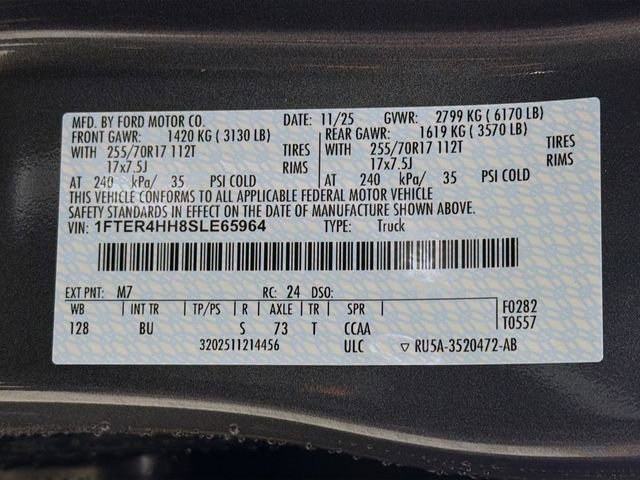 MFD. BY FORD MOTOR CO. DATE: 11/25 GVWR: 2799 KG (6170 LB)
FRONT GAWR: 1420 KG (3130 LB) REAR GAWR: 1619 KG (3570 LB)
WITH 255/70R17 112T TIRES WITH 255/70R17 112T TIRES
17x7.5J RIMS 17x7.5J RIMS
AT 240 kPa/ 35 PSI COLD AT 240 kPa/ 35 PSI COLD
THIS VEHICLE CONFORMS TO ALL APPLICABLE FEDERAL MOTOR VEHICLE
SAFETY STANDARDS IN EFFECT ON THE DATE OF MANUFACTURE SHOWN ABOVE.
VIN: 1FTER4HH8SLE65964 TYPE: Truck
EXT PNT: M7 RC: 24 DSO:
WB INT TR TP/PS R AXLE TR SPR F0282
128 BU S 73 T CCAA T0557
3202511214456 ULC ▽ RU5A-3520472-AB